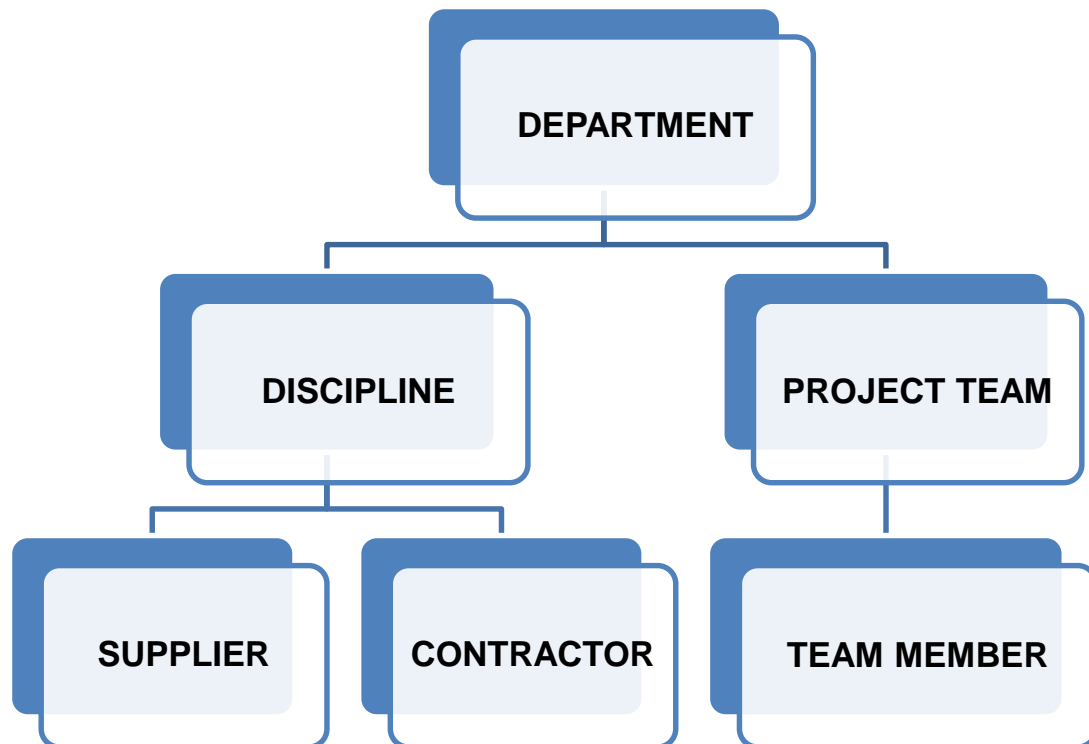 DEPARTMENT
DISCIPLINE
PROJECT TEAM
SUPPLIER
CONTRACTOR
TEAM MEMBER